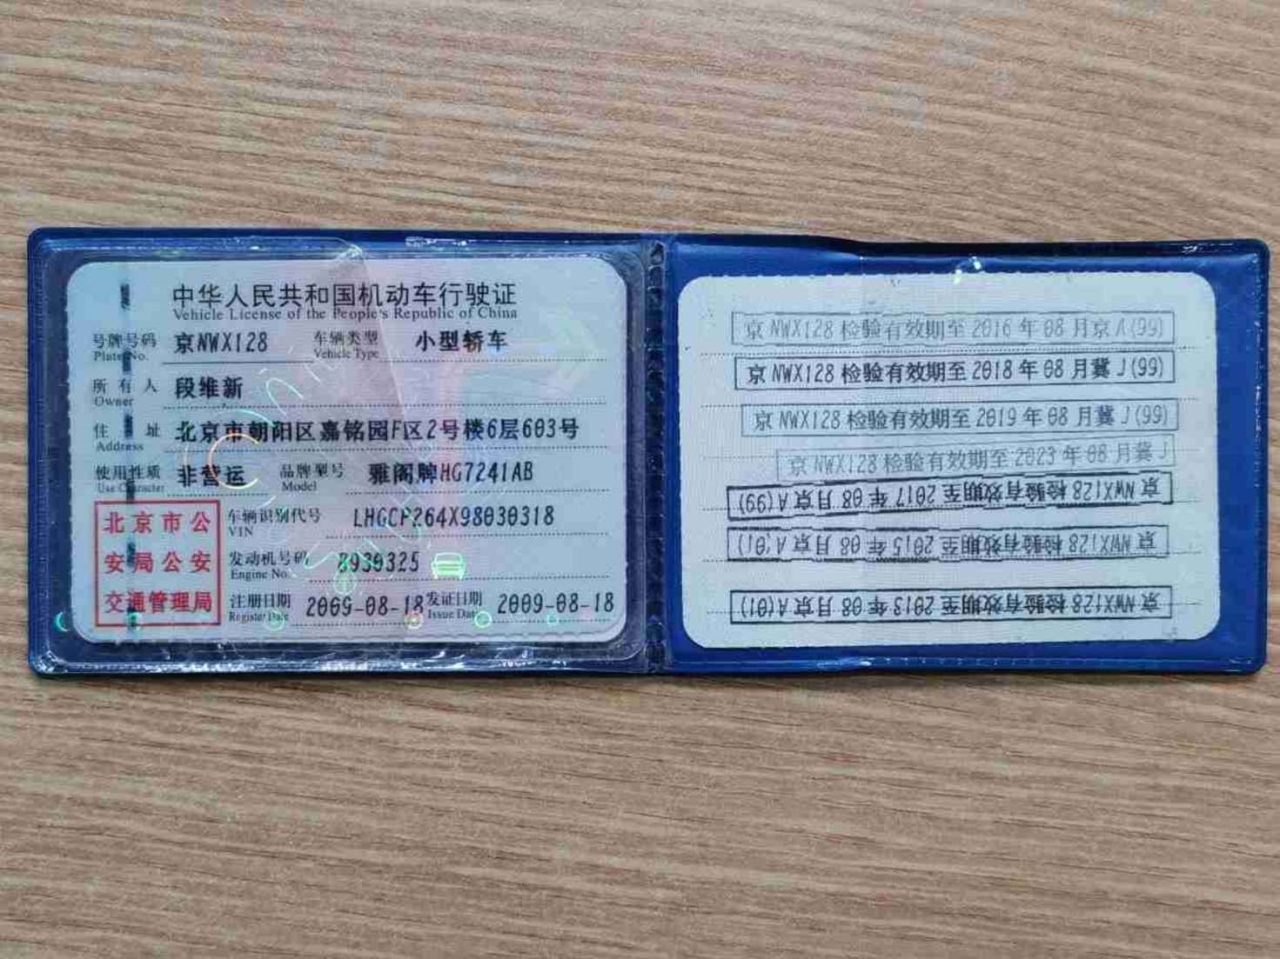 中华人民共和国机动车行驶证
Vehicle License of the People's Republic of China
号牌号码 京NWX128 车辆类型 小型轿车
Plate No. Vehicle Type
所有人 段维新
Owner
住址 北京市朝阳区嘉铭园F区2号楼6层603号
Address
使用性质 非营运 品牌型号 雅阁牌HG7241AB
Use Character Model
北京市公
安局公安
交通管理局
车辆识别代号 LHGCP264X98030318
VIN
发动机号码 8930325
Engine No.
注册日期 2009-08-18 发证日期 2009-08-18
Register Date Issue Date
京NWX128检验有效期至2016年08月京A(99)
京NWX128检验有效期至2018年08月冀J(99)
京NWX128检验有效期至2019年08月冀J(99)
京NWX128检验有效期至2023年08月冀J
京NWX128检验有效期至2017年08月京A(99)
京NWX128检验有效期至2015年08月京A(01)
京NWX128检验有效期至2013年08月京A(01)